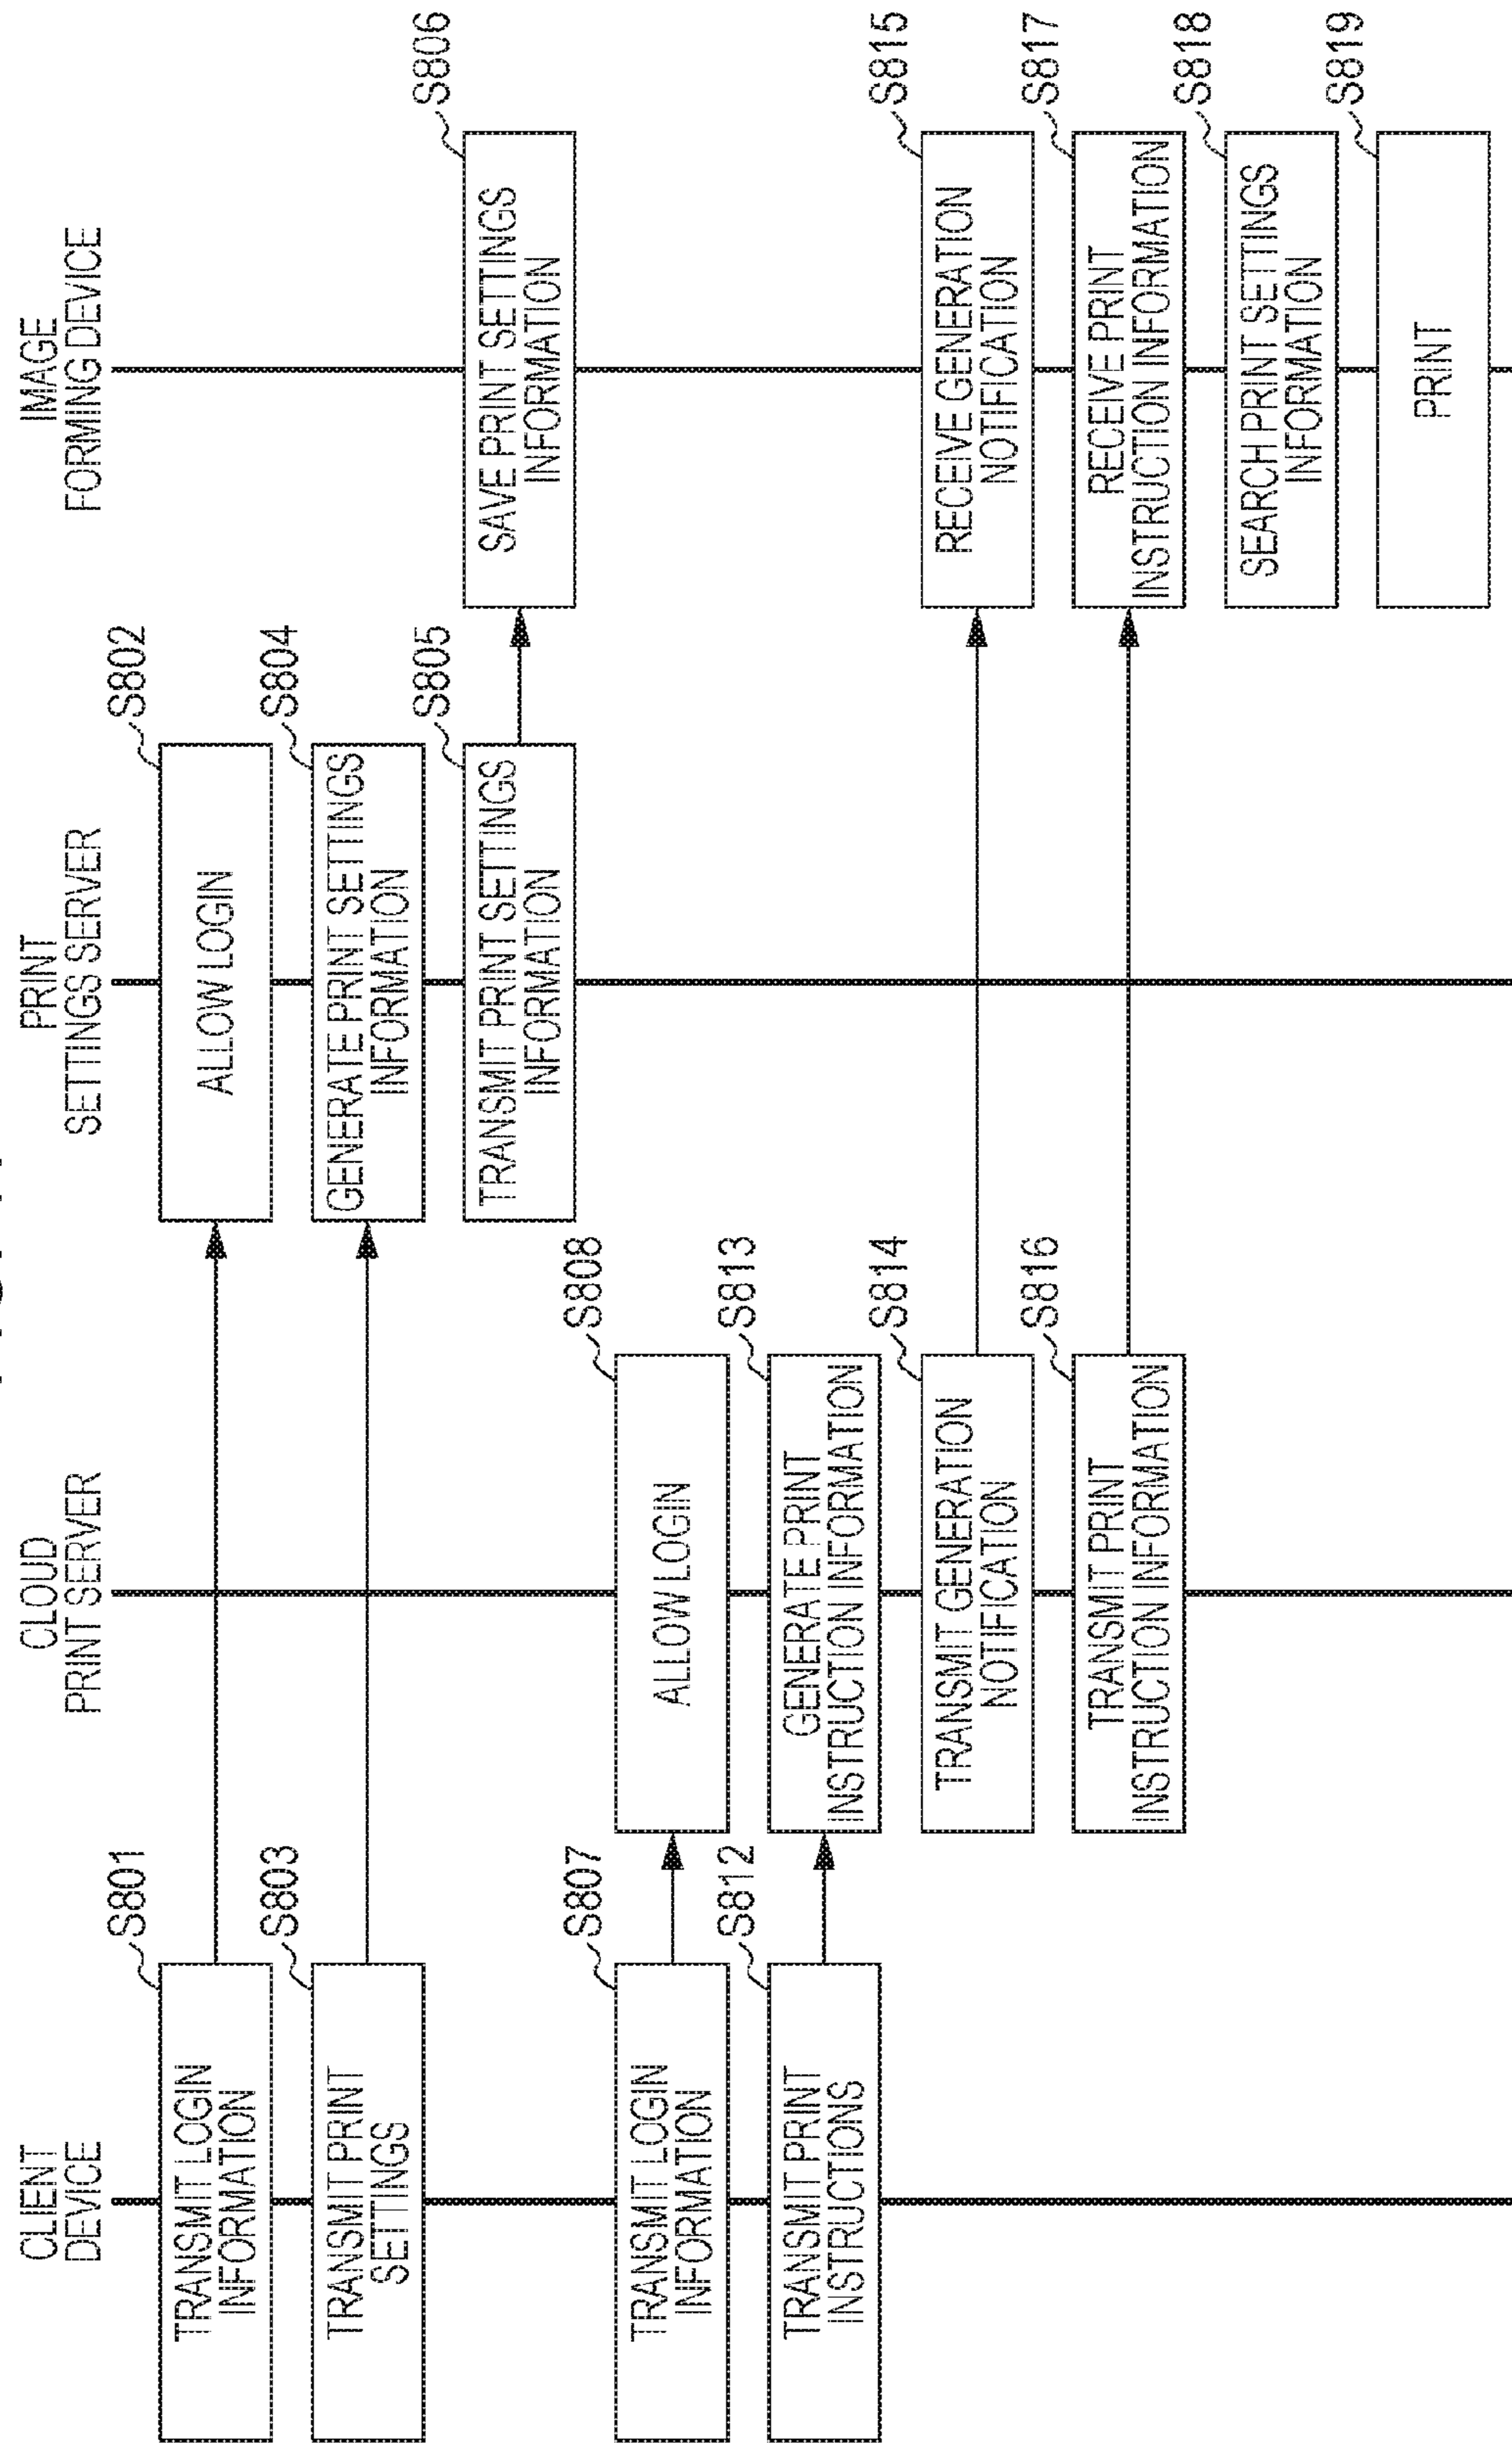 CLIENT
DEVICE
CLOUD
PRINT SERVER
PRINT
SETTINGS SERVER
IMAGE
FORMING DEVICE
S801
TRANSMIT LOGIN
INFORMATION
S802
ALLOW LOGIN
S803
TRANSMIT PRINT
SETTINGS
S804
GENERATE PRINT SETTINGS
INFORMATION
S805
TRANSMIT PRINT SETTINGS
INFORMATION
S806
SAVE PRINT SETTINGS
INFORMATION
S807
TRANSMIT LOGIN
INFORMATION
S808
ALLOW LOGIN
S812
TRANSMIT PRINT
INSTRUCTIONS
S813
GENERATE PRINT
INSTRUCTION INFORMATION
S814
TRANSMIT GENERATION
NOTIFICATION
S815
RECEIVE GENERATION
NOTIFICATION
S816
TRANSMIT PRINT
INSTRUCTION INFORMATION
S817
RECEIVE PRINT
INSTRUCTION INFORMATION
S818
SEARCH PRINT SETTINGS
INFORMATION
S819
PRINT